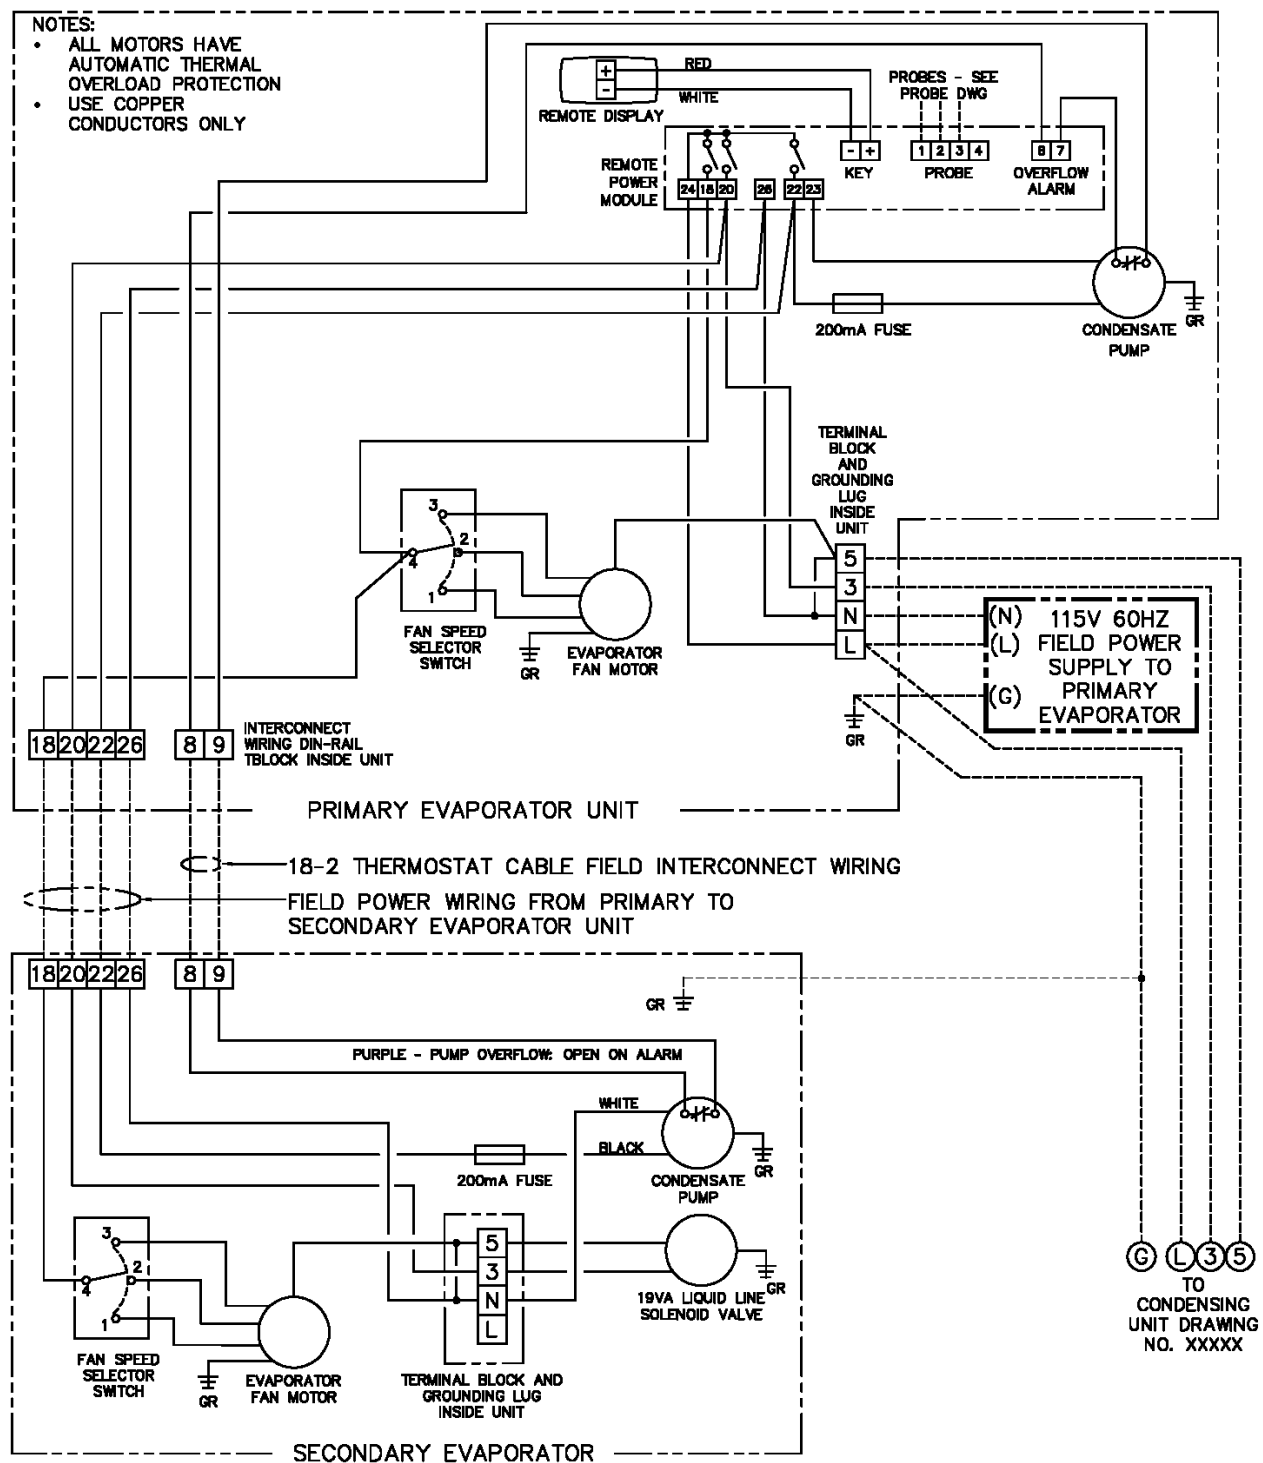 NOTES:
• ALL MOTORS HAVE
AUTOMATIC THERMAL
OVERLOAD PROTECTION
• USE COPPER
CONDUCTORS ONLY
+
-
RED
WHITE
REMOTE DISPLAY
PROBES - SEE
PROBE DWG
REMOTE
POWER
MODULE
24 18 20 26 22 23
- +
KEY
1 2 3 4
PROBE
6 7
OVERFLOW
ALARM
200mA FUSE
CONDENSATE
PUMP
GR
TERMINAL
BLOCK
AND
GROUNDING
LUG
INSIDE
UNIT
3
2
4
1
FAN SPEED
SELECTOR
SWITCH
GR
EVAPORATOR
FAN MOTOR
5
3
N
L
GR
(N) 115V 60HZ
(L) FIELD POWER
SUPPLY TO
(G) PRIMARY
EVAPORATOR
18 20 22 26
8 9
INTERCONNECT
WIRING DIN-RAIL
TBLOCK INSIDE UNIT
PRIMARY EVAPORATOR UNIT
18-2 THERMOSTAT CABLE FIELD INTERCONNECT WIRING
FIELD POWER WIRING FROM PRIMARY TO
SECONDARY EVAPORATOR UNIT
18 20 22 26
8 9
GR
PURPLE - PUMP OVERFLOW: OPEN ON ALARM
WHITE
BLACK
200mA FUSE
CONDENSATE
PUMP
GR
3
2
4
1
FAN SPEED
SELECTOR
SWITCH
GR
EVAPORATOR
FAN MOTOR
5
3
N
L
TERMINAL BLOCK AND
GROUNDING LUG
INSIDE UNIT
19VA LIQUID LINE
SOLENOID VALVE
GR
G L 3 5
TO
CONDENSING
UNIT DRAWING
NO. XXXXX
SECONDARY EVAPORATOR